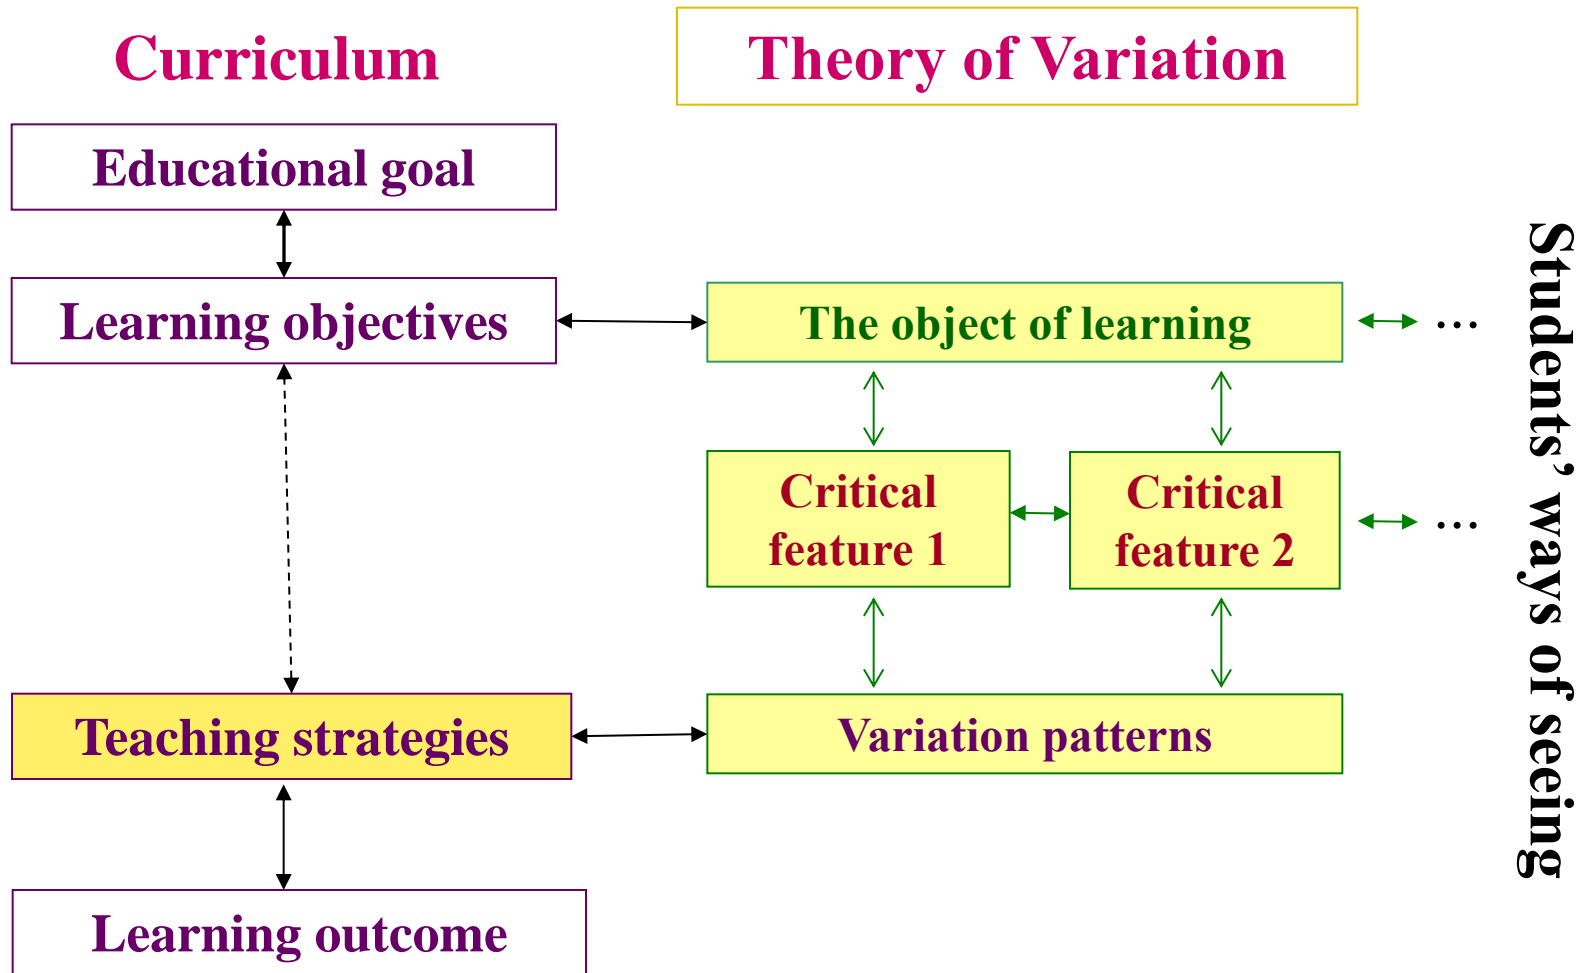 Curriculum
Theory of Variation
Educational goal
Learning objectives
The object of learning
...
Critical
feature 1
Critical
feature 2
...
Teaching strategies
Variation patterns
Learning outcome
Students’ ways of seeing